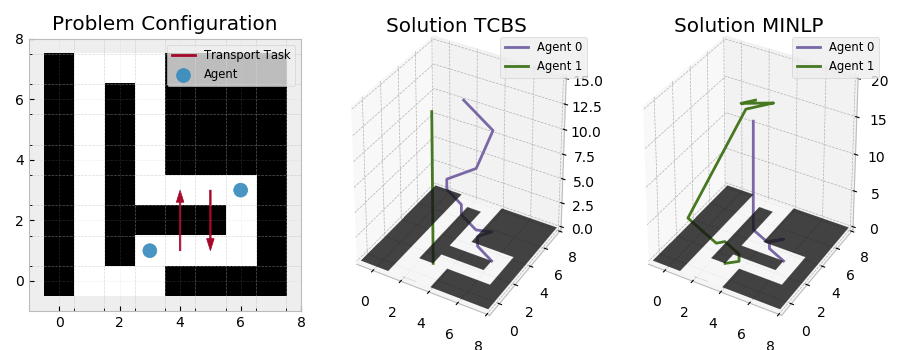 Problem Configuration
Transport Task
Agent
8
6
4
2
0
0 2 4 6 8
Solution TCBS
Agent 0
Agent 1
15.0
12.5
10.0
7.5
5.0
2.5
0.0
0 2 4 6 8
0 2 4 6 8
Solution MINLP
Agent 0
Agent 1
20
15
10
5
0
0 2 4 6 8
0 2 4 6 8